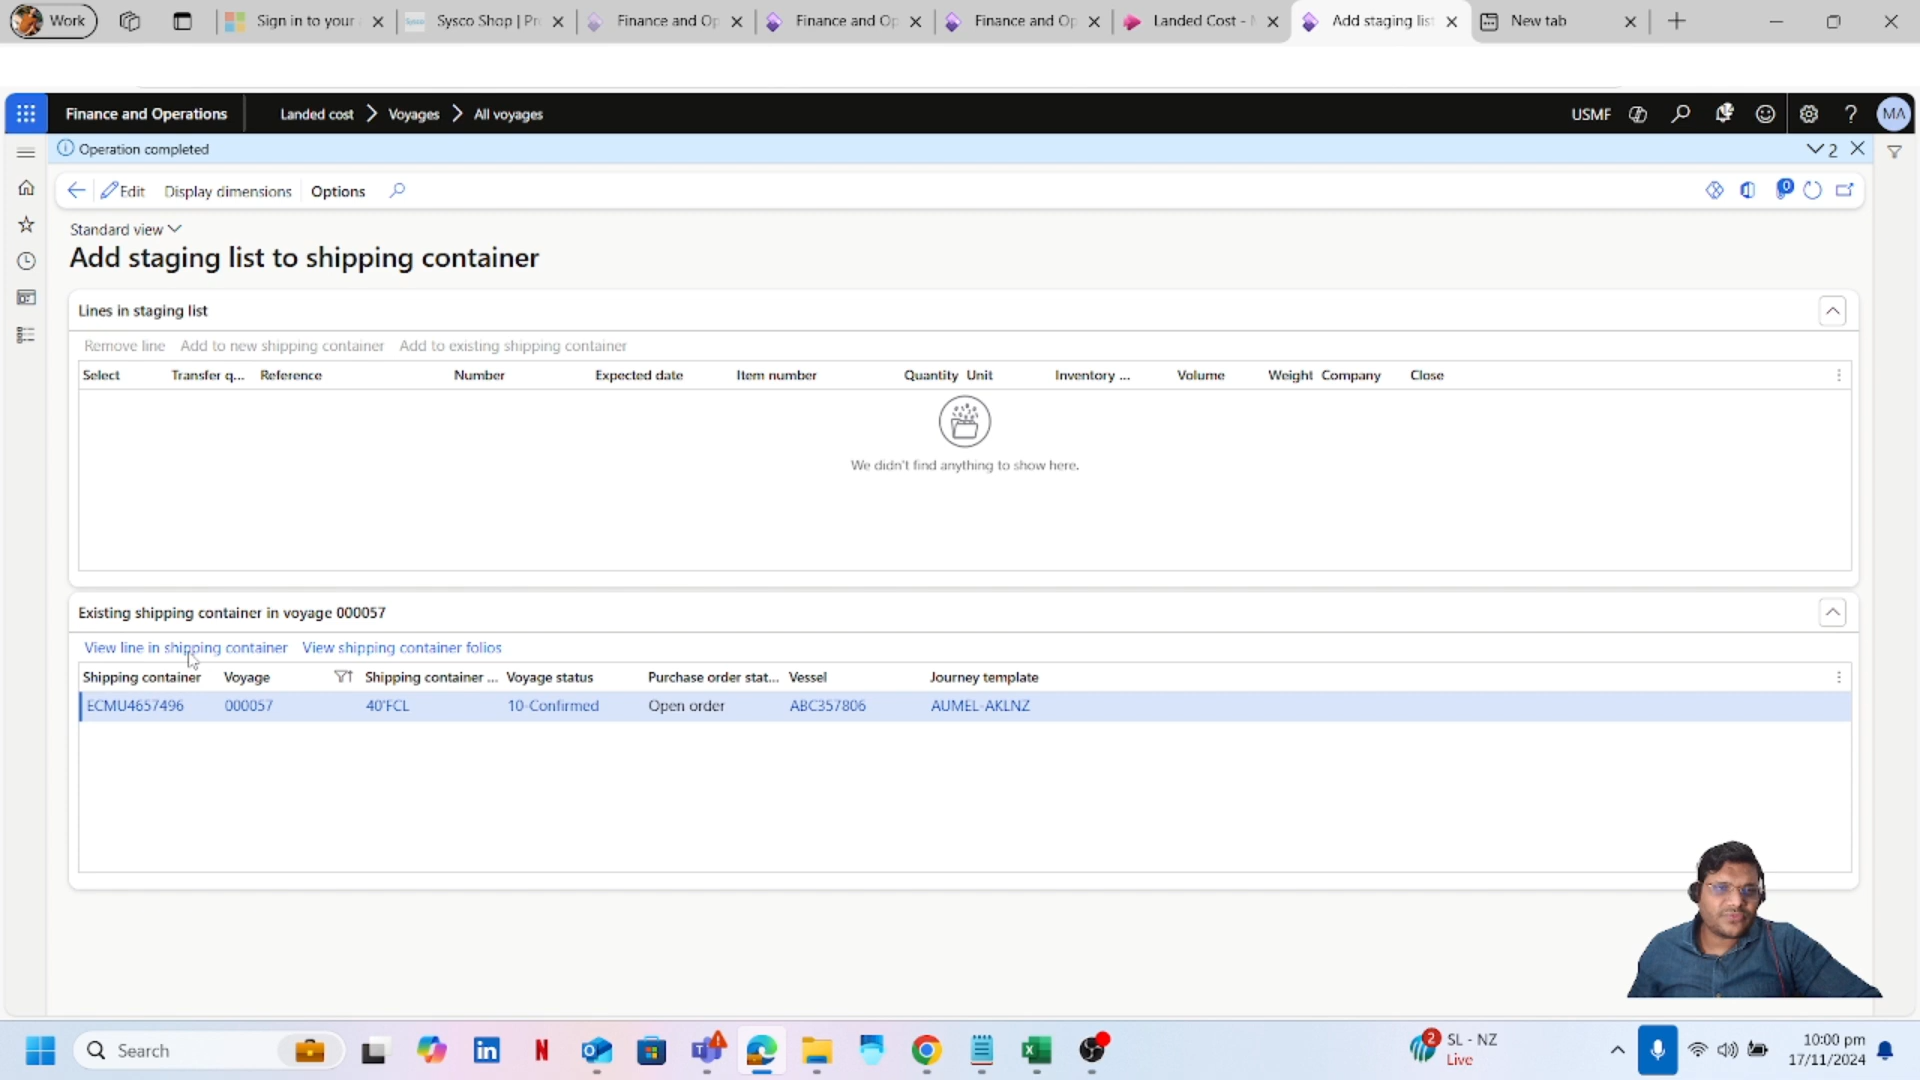 Work
Sign in to your
Sysco Shop | Pr
Finance and Op
Finance and Op
Finance and Op
Landed Cost -
Add staging list
New tab
Finance and Operations
Landed cost > Voyages > All voyages
USMF
MA
Operation completed
2
Edit
Display dimensions
Options
0
Standard view
Add staging list to shipping container
Lines in staging list
Remove line Add to new shipping container Add to existing shipping container
Select Transfer q... Reference Number Expected date Item number Quantity Unit Inventory ... Volume Weight Company Close
We didn't find anything to show here.
Existing shipping container in voyage 000057
View line in shipping container View shipping container folios
Shipping container Voyage Shipping container ... Voyage status Purchase order stat... Vessel Journey template
ECMU4657496 000057 40'FCL 10-Confirmed Open order ABC357806 AUMEL-AKLNZ
Search
2
SL - NZ
Live
10:00 pm
17/11/2024